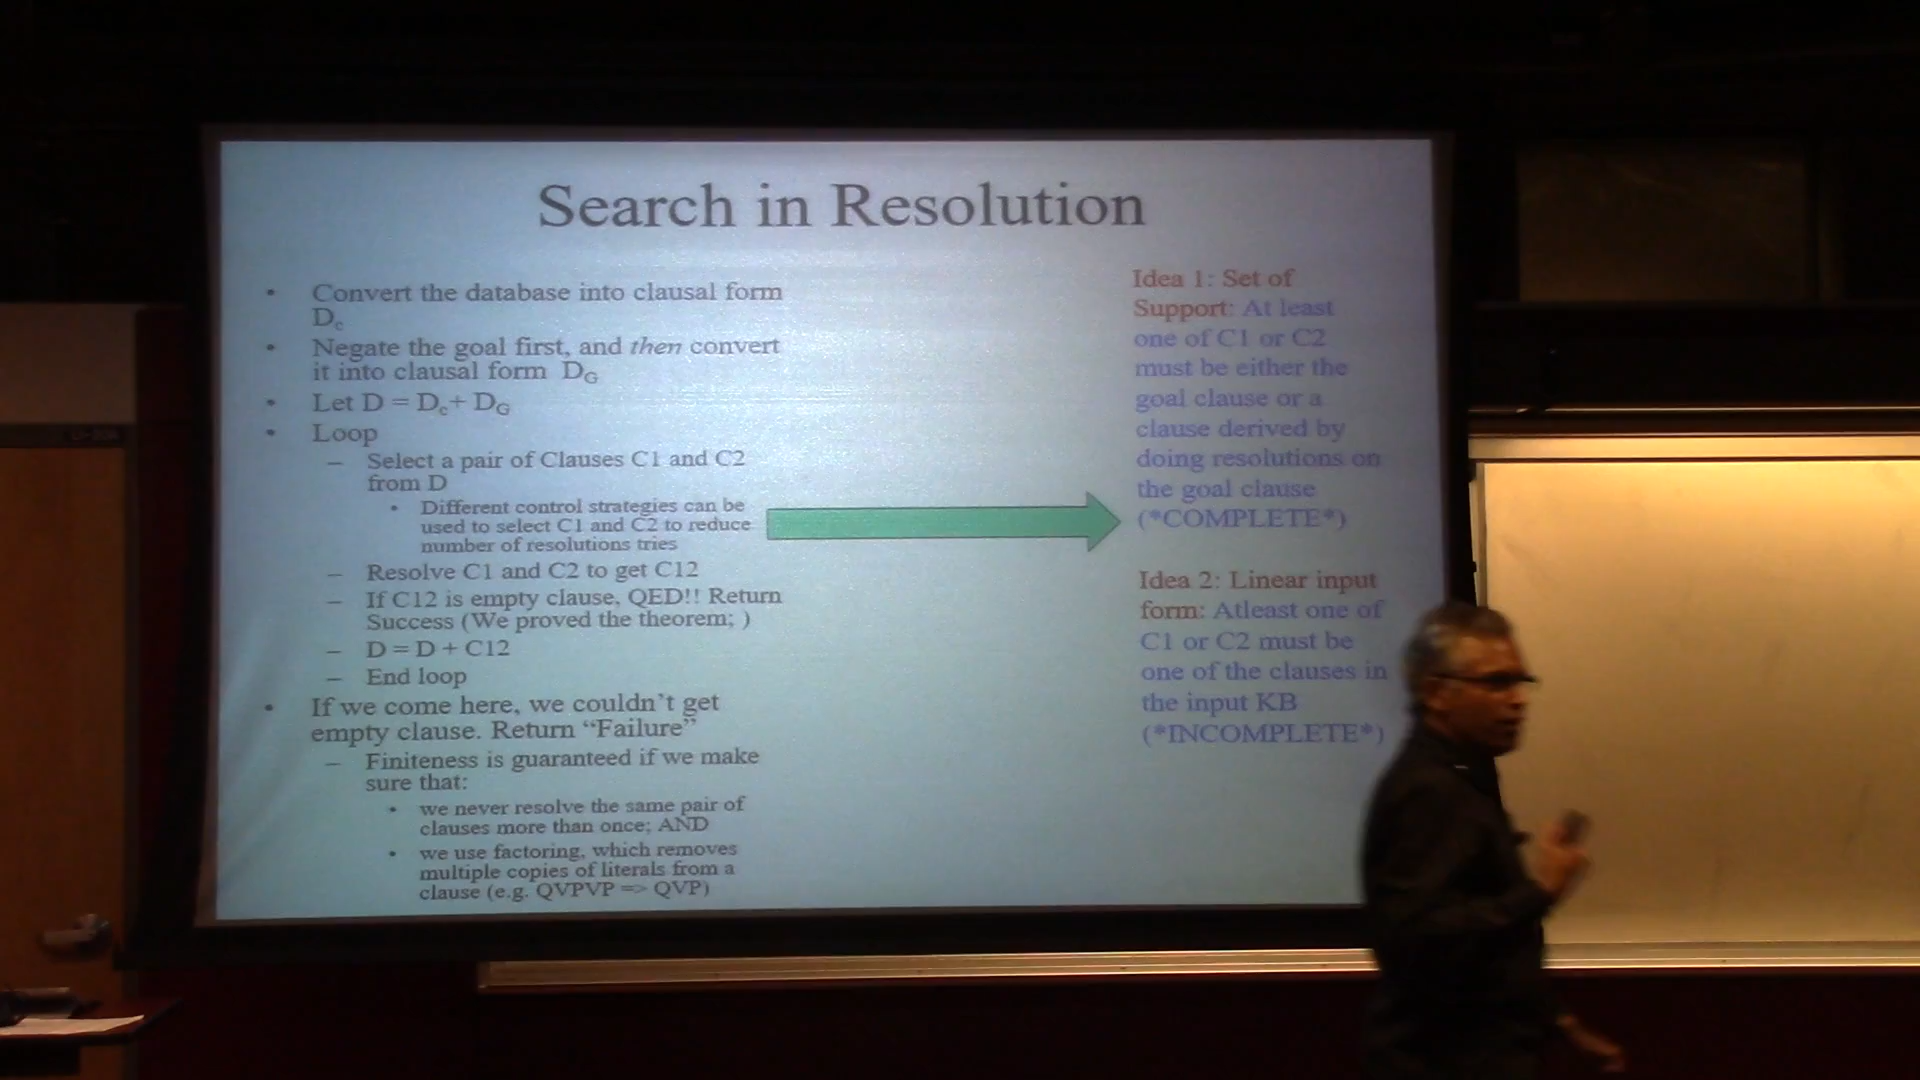 Search in Resolution
• Convert the database into clausal form
Dc
• Negate the goal first, and then convert
it into clausal form DG
• Let D = Dc+ DG
• Loop
– Select a pair of Clauses C1 and C2
from D
• Different control strategies can be
used to select C1 and C2 to reduce
number of resolutions tries
– Resolve C1 and C2 to get C12
– If C12 is empty clause, QED!! Return
Success (We proved the theorem; )
– D = D + C12
– End loop
• If we come here, we couldn't get
empty clause. Return "Failure"
– Finiteness is guaranteed if we make
sure that:
• we never resolve the same pair of
clauses more than once; AND
• we use factoring, which removes
multiple copies of literals from a
clause (e.g. QVPVP => QVP)
Idea 1: Set of
Support: At least
one of C1 or C2
must be either the
goal clause or a
clause derived by
doing resolutions on
the goal clause
(*COMPLETE*)
Idea 2: Linear input
form: Atleast one of
C1 or C2 must be
one of the clauses in
the input KB
(*INCOMPLETE*)